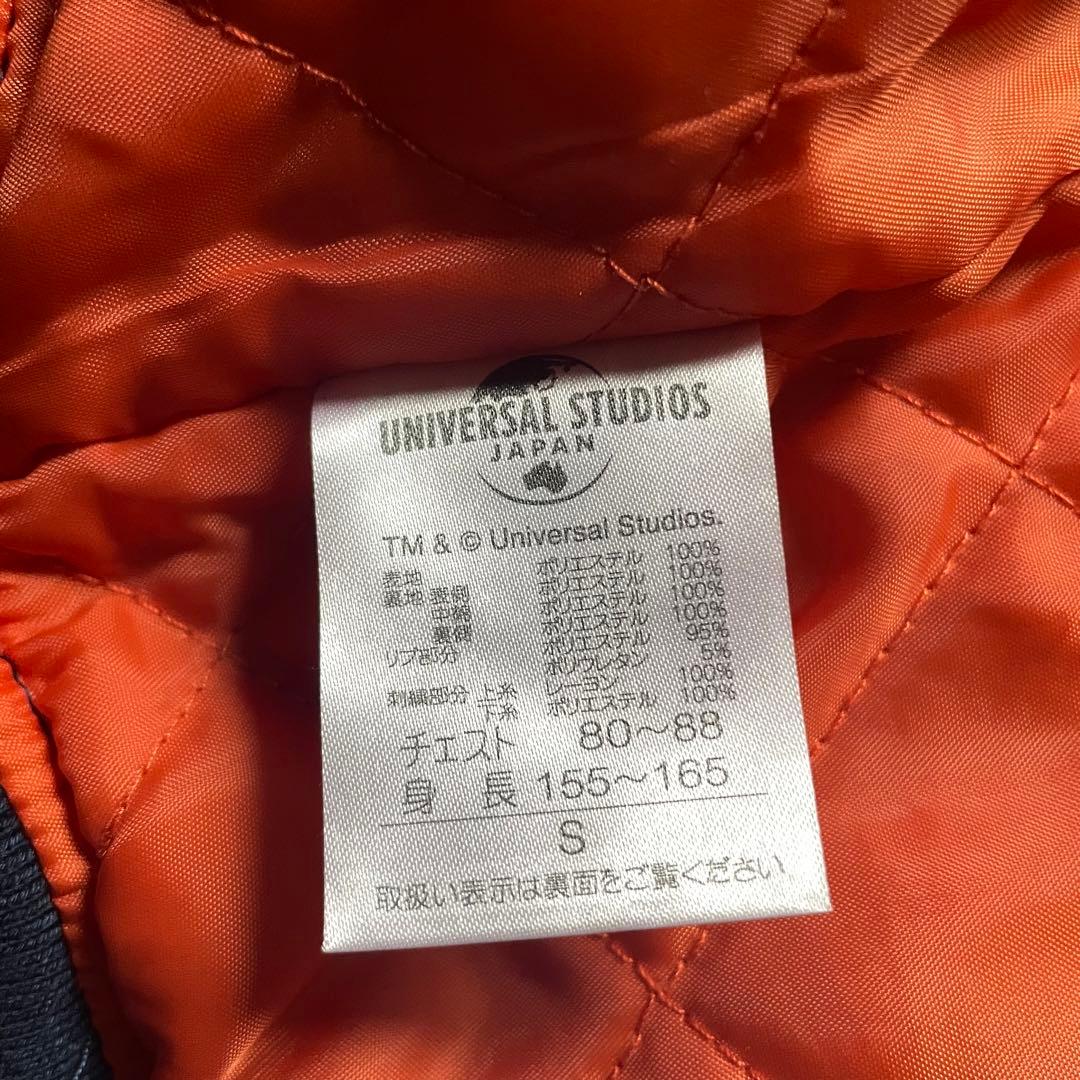 UNIVERSAL STUDIOS
JAPAN
TM & © Universal Studios.
表地 ポリエステル 100%
裏地 表側 ポリエステル 100%
中綿 ポリエステル 100%
裏側 ポリエステル 100%
リブ部分 ポリエステル 95%
ポリウレタン 5%
刺繍部分 上糸 レーヨン 100%
下糸 ポリエステル 100%
チェスト 80〜88
身長 155〜165
S
取扱い表示は裏面をご覧ください